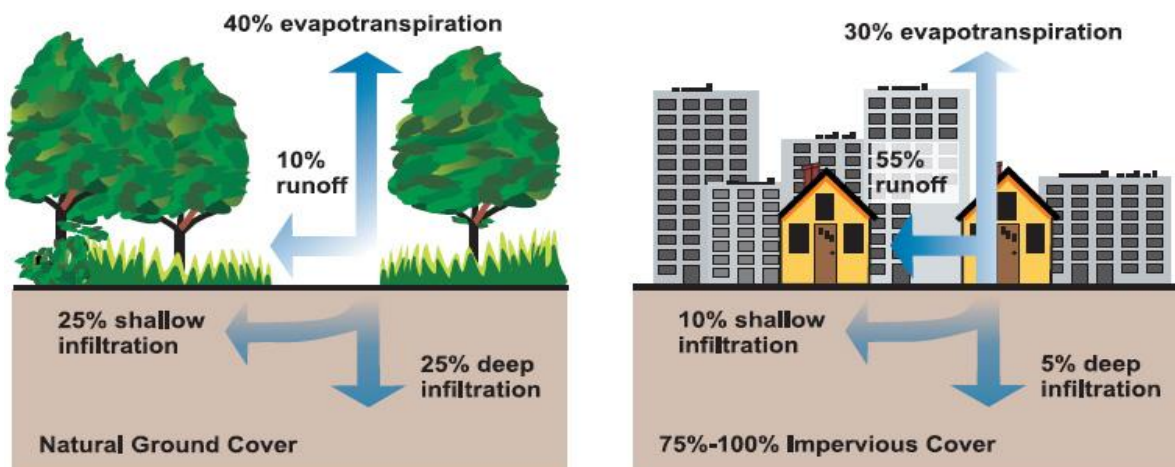 40% evapotranspiration
10%
runoff
25% shallow
infiltration
25% deep
infiltration
Natural Ground Cover
30% evapotranspiration
55%
runoff
10% shallow
infiltration
5% deep
infiltration
75%-100% Impervious Cover